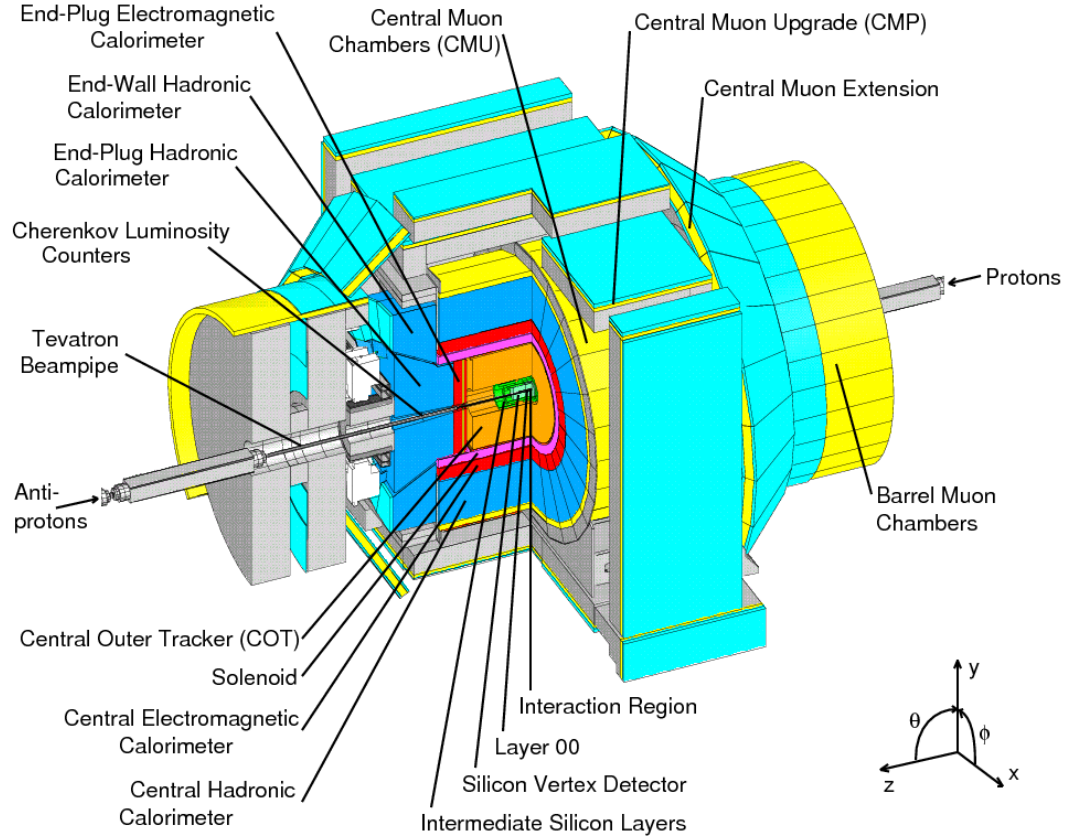 End-Plug Electromagnetic
Calorimeter
Central Muon
Chambers (CMU)
Central Muon Upgrade (CMP)
End-Wall Hadronic
Calorimeter
Central Muon Extension
End-Plug Hadronic
Calorimeter
Cherenkov Luminosity
Counters
Protons
Tevatron
Beampipe
Anti-
protons
Barrel Muon
Chambers
Central Outer Tracker (COT)
Solenoid
Central Electromagnetic
Calorimeter
Central Hadronic
Calorimeter
Interaction Region
Layer 00
Silicon Vertex Detector
Intermediate Silicon Layers
y
θ
ϕ
z
x